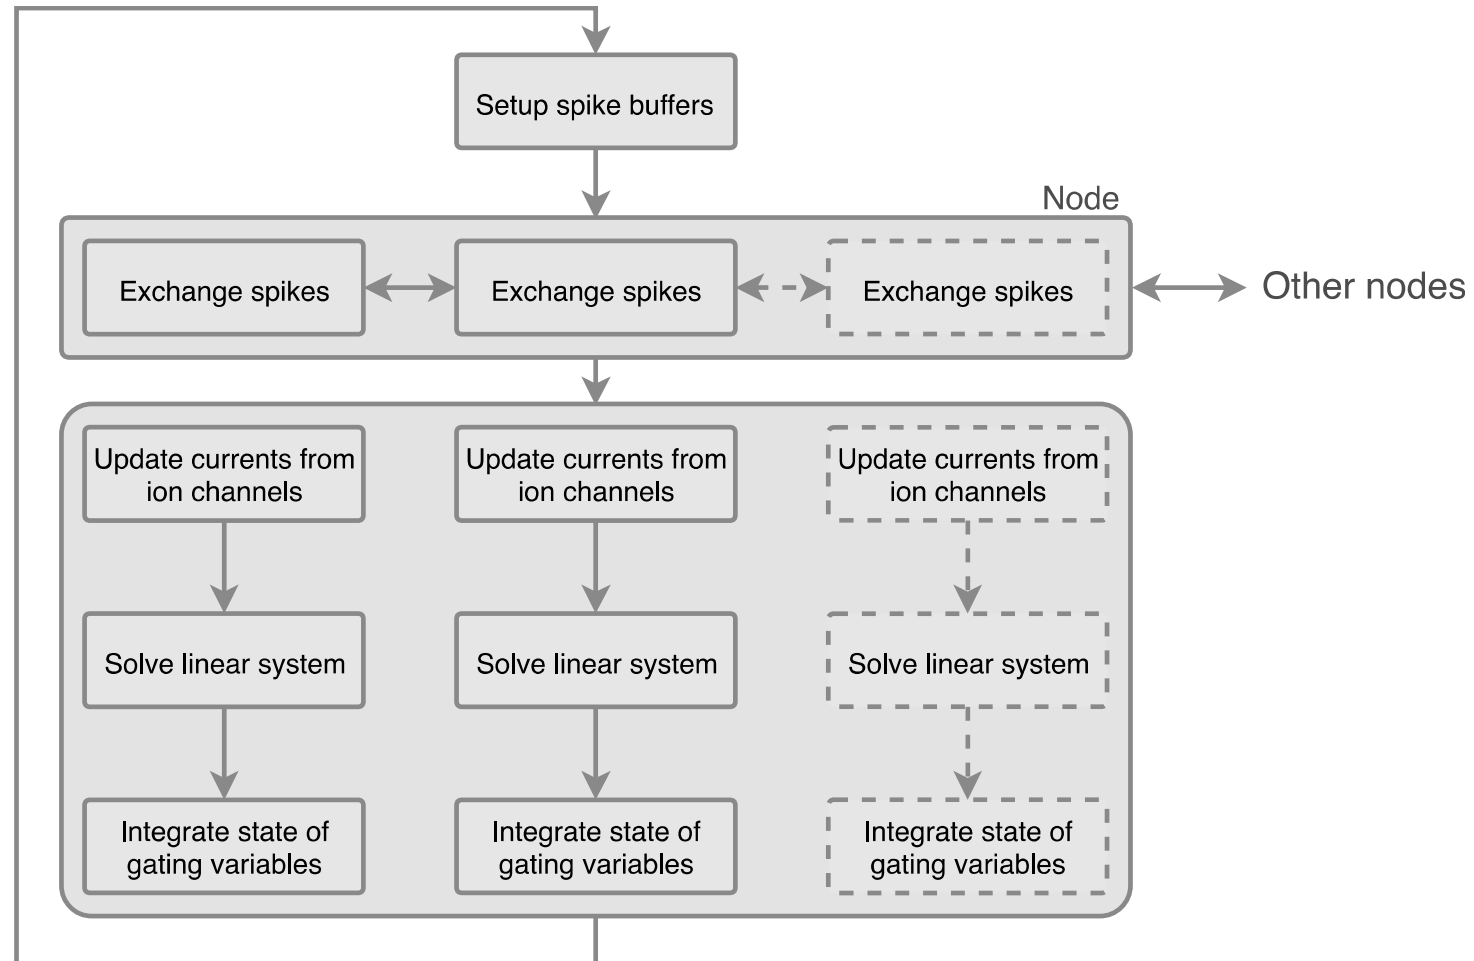 Setup spike buffers
Node
Exchange spikes
Exchange spikes
Exchange spikes
Other nodes
Update currents from
ion channels
Update currents from
ion channels
Update currents from
ion channels
Solve linear system
Solve linear system
Solve linear system
Integrate state of
gating variables
Integrate state of
gating variables
Integrate state of
gating variables